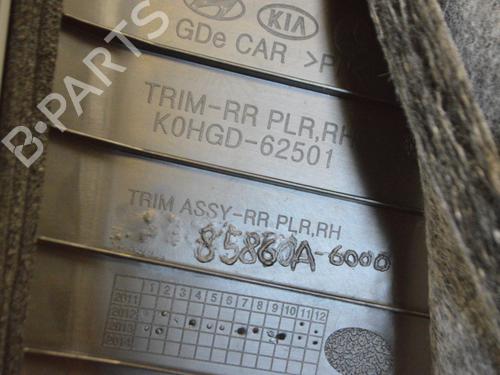 KIA
GDe CAR >P
TRIM-RR PLR,RH
K0HGD-62501
TRIM ASSY-RR PLR,RH
85860A-6000
1 2 3 4 5 6 7 8 9 10 11 12
2011
2012
2013
2014
B-PARTS